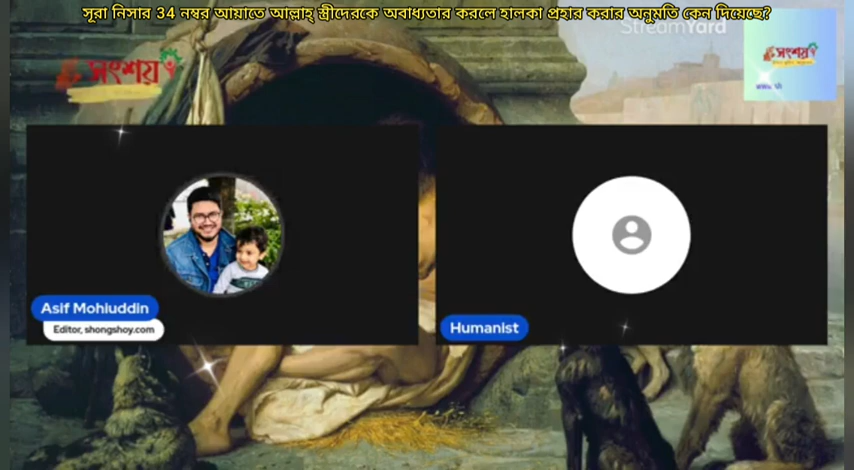 সূরা নিসার 34 নম্বর আয়াতে আল্লাহ্ স্ত্রীদেরকে অবাধ্যতার করলে হালকা প্রহার করার অনুমতি কেন দিয়েছে?
StreamYard
সংশয়
সংশয়
Asif Mohiuddin
Editor, shongshoy.com
Humanist